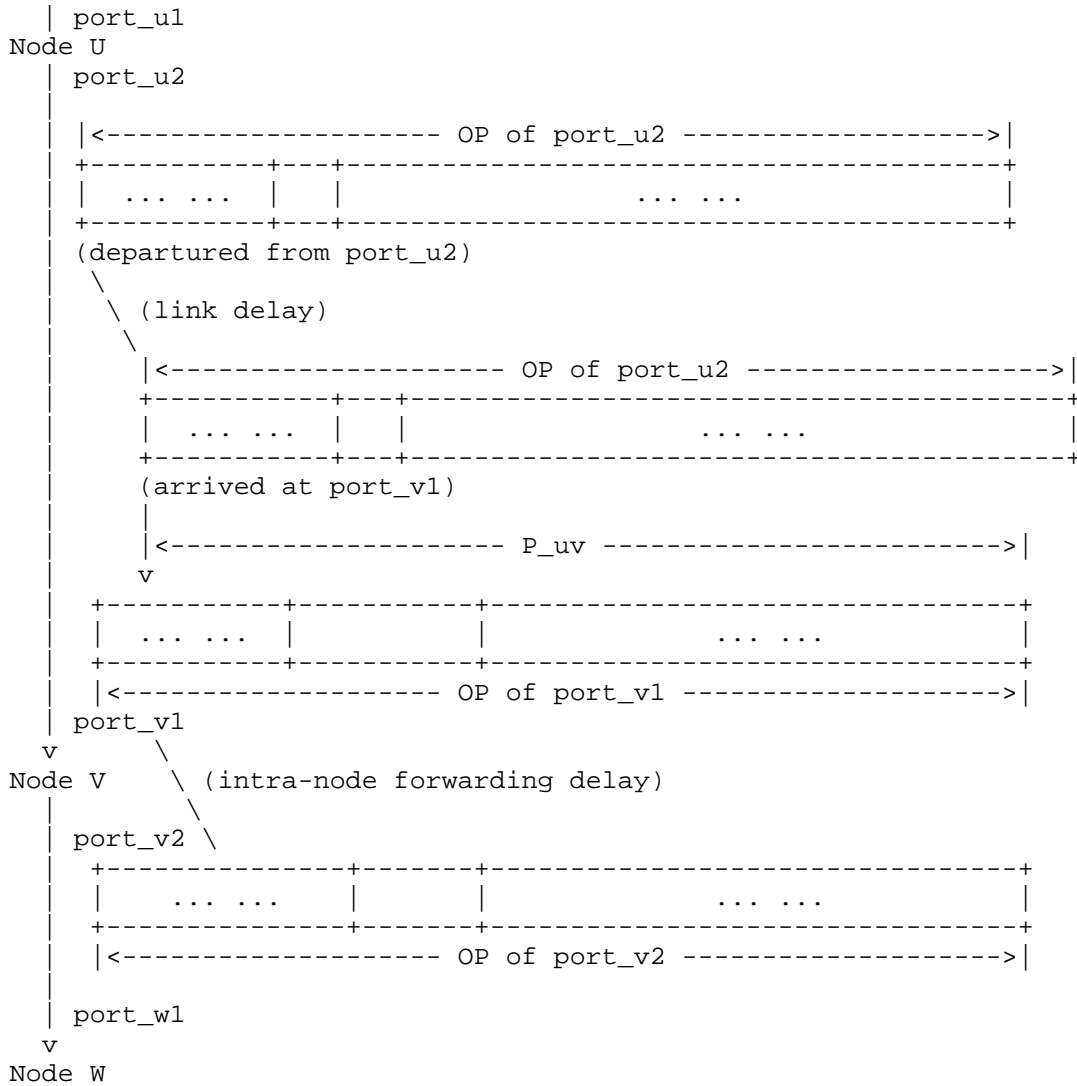 | port_u1
Node U
| port_u2
|
| |<--------------------- OP of port_u2 ------------------->|
| +-----------+---+------------------------------------------+
| | ... ... | | ... ... |
| +-----------+---+------------------------------------------+
| (departured from port_u2)
| \
| \ (link delay)
| \
| |<--------------------- OP of port_u2 ------------------->|
| +-----------+---+------------------------------------------+
| | ... ... | | ... ... |
| +-----------+---+------------------------------------------+
| (arrived at port_v1)
| |
| |<--------------------- P_uv ------------------------->|
| v
| +-----------+-----------+----------------------------------+
| | ... ... | | ... ... |
| +-----------+-----------+----------------------------------+
| |<-------------------- OP of port_v1 -------------------->|
| port_v1
v \
Node V \ (intra-node forwarding delay)
| \
| port_v2 \
| +---------------+-------+----------------------------------+
| | ... ... | | ... ... |
| +---------------+-------+----------------------------------+
| |<-------------------- OP of port_v2 -------------------->|
|
| port_w1
v
Node W